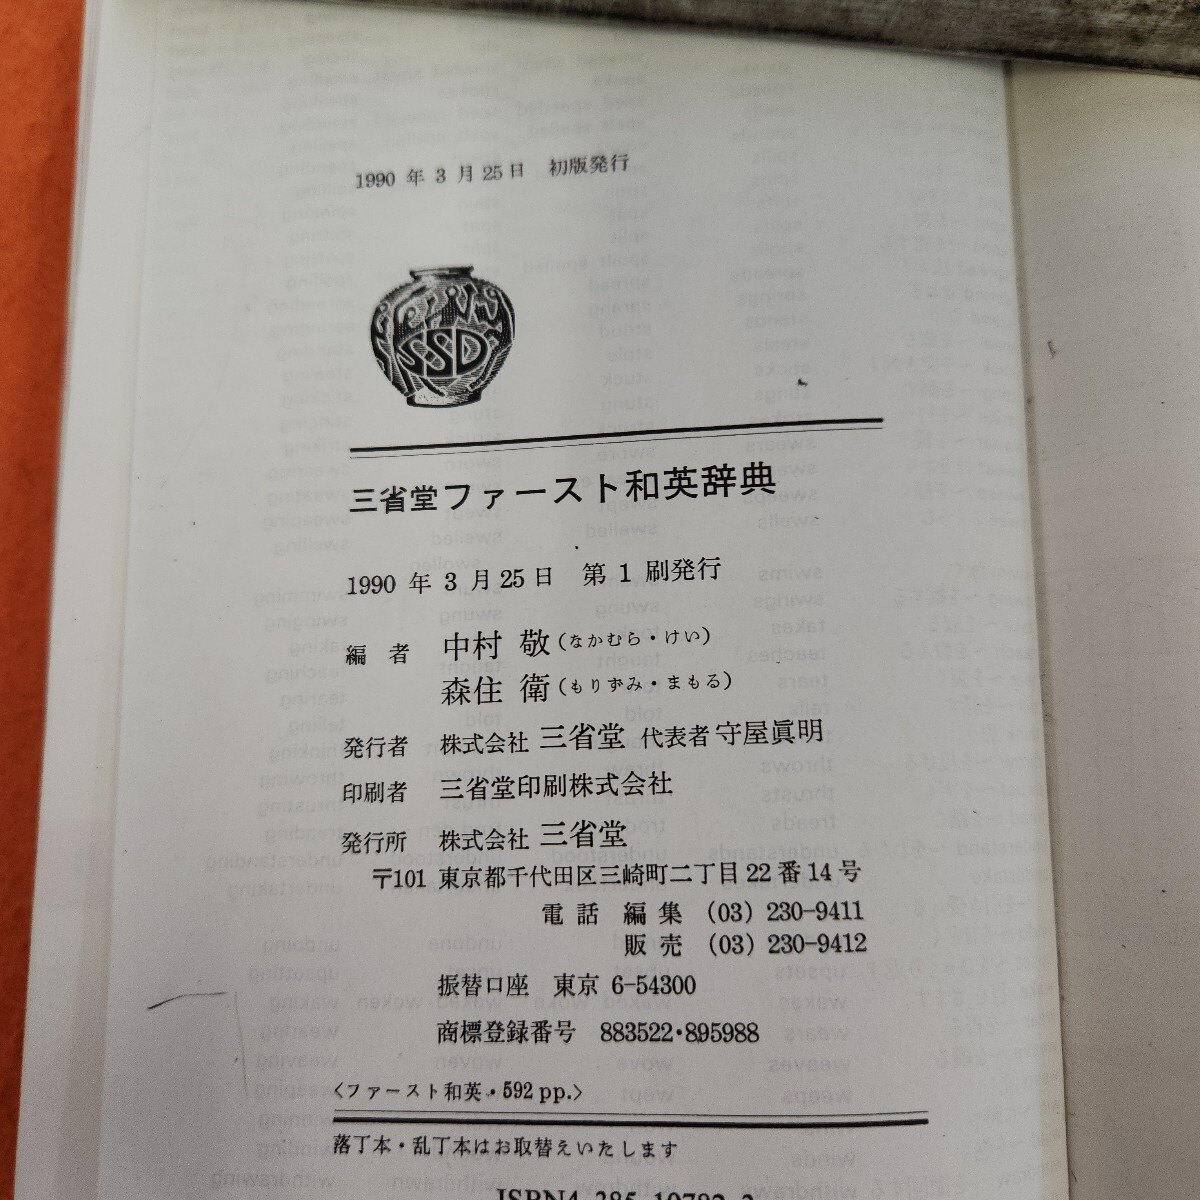 1990 年 3 月 25 日　初版発行
SSD
三省堂ファースト和英辞典
1990 年 3 月 25 日　第 1 刷発行
編　者　中村 敬（なかむら・けい）
森住 衛（もりずみ・まもる）
発行者　株式会社 三省堂 代表者 守屋眞明
印刷者　三省堂印刷株式会社
発行所　株式会社 三省堂
〒101 東京都千代田区三崎町二丁目 22 番 14 号
電 話　編 集　(03) 230-9411
販 売　(03) 230-9412
振替口座　東京 6-54300
商標登録番号　883522・895988
〈ファースト和英・592 pp.〉
落丁本・乱丁本はお取替えいたします